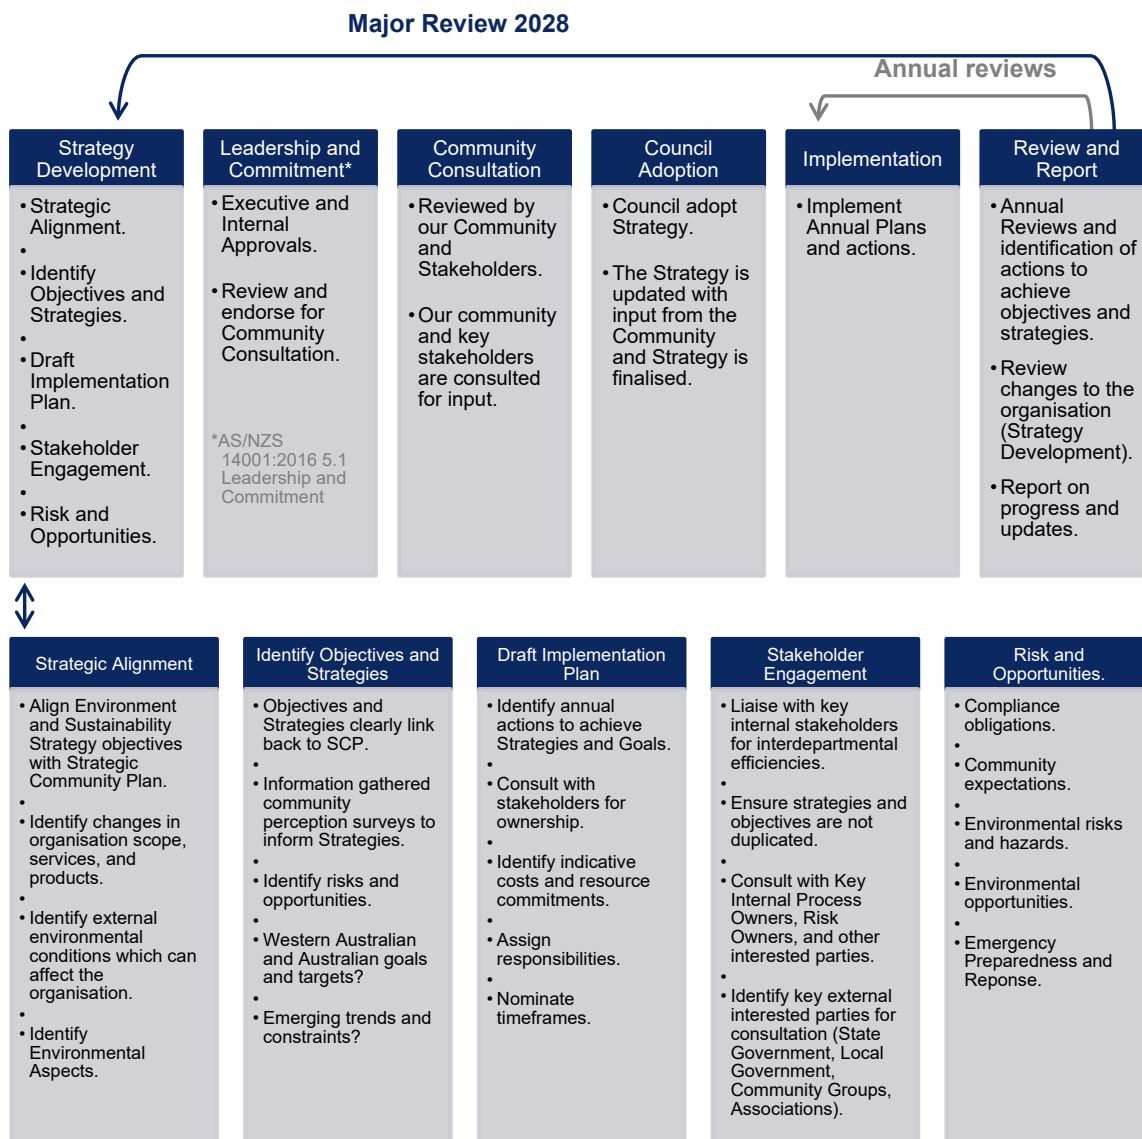 Major Review 2028
Annual reviews
Strategy
Development
• Strategic
Alignment.
•
• Identify
Objectives and
Strategies.
•
• Draft
Implementation
Plan.
•
• Stakeholder
Engagement.
•
• Risk and
Opportunities.
Leadership and
Commitment*
• Executive and
Internal
Approvals.
• Review and
endorse for
Community
Consultation.
*AS/NZS
14001:2016 5.1
Leadership and
Commitment
Community
Consultation
• Reviewed by
our Community
and
Stakeholders.
• Our community
and key
stakeholders
are consulted
for input.
Council
Adoption
• Council adopt
Strategy.
• The Strategy is
updated with
input from the
Community
and Strategy is
finalised.
Implementation
• Implement
Annual Plans
and actions.
Review and
Report
• Annual
Reviews and
identification of
actions to
achieve
objectives and
strategies.
• Review
changes to the
organisation
(Strategy
Development).
• Report on
progress and
updates.
Strategic Alignment
• Align Environment
and Sustainability
Strategy objectives
with Strategic
Community Plan.
•
• Identify changes in
organisation scope,
services, and
products.
•
• Identify external
environmental
conditions which can
affect the
organisation.
•
• Identify
Environmental
Aspects.
Identify Objectives and
Strategies
• Objectives and
Strategies clearly link
back to SCP.
•
• Information gathered
community
perception surveys to
inform Strategies.
•
• Identify risks and
opportunities.
•
• Western Australian
and Australian goals
and targets?
•
• Emerging trends and
constraints?
Draft Implementation
Plan
• Identify annual
actions to achieve
Strategies and Goals.
•
• Consult with
stakeholders for
ownership.
•
• Identify indicative
costs and resource
commitments.
•
• Assign
responsibilities.
•
• Nominate
timeframes.
Stakeholder
Engagement
• Liaise with key
internal stakeholders
for interdepartmental
efficiencies.
•
• Ensure strategies and
objectives are not
duplicated.
•
• Consult with Key
Internal Process
Owners, Risk
Owners, and other
interested parties.
•
• Identify key external
interested parties for
consultation (State
Government, Local
Government,
Community Groups,
Associations).
Risk and
Opportunities.
• Compliance
obligations.
•
• Community
expectations.
•
• Environmental risks
and hazards.
•
• Environmental
opportunities.
•
• Emergency
Preparedness and
Reponse.